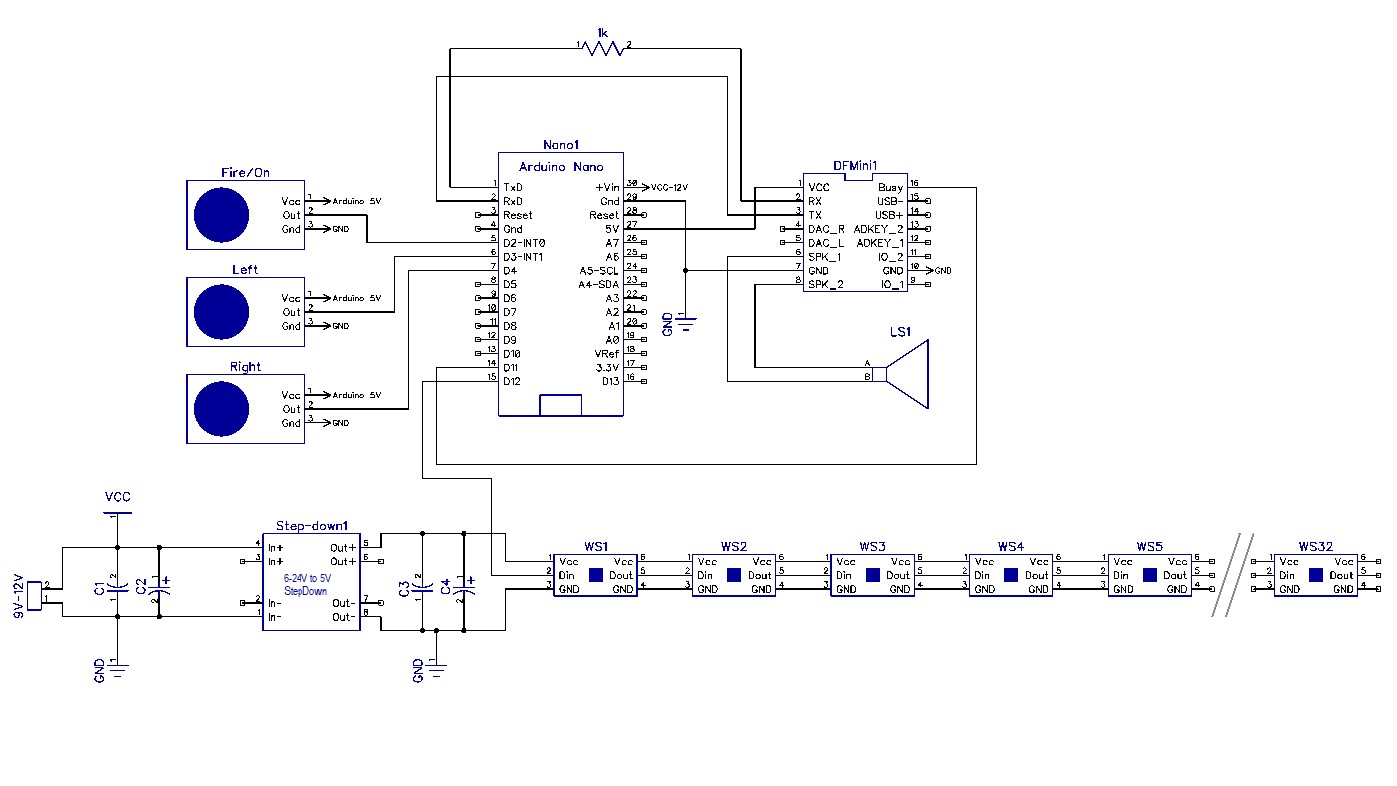 1k
1 2
Nano1
Arduino Nano
1 TxD
2 RxD
3 Reset
4 Gnd
5 D2-INT0
6 D3-INT1
7 D4
8 D5
9 D6
10 D7
11 D8
12 D9
13 D10
14 D11
15 D12
+Vin 30 VCC-12V
Gnd 29
Reset 28
5V 27
A7 26
A6 25
A5-SCL 24
A4-SDA 23
A3 22
A2 21
A1 20
A0 19
VRef 18
3.3V 17
D13 16
GND 1
DFMini1
1 VCC Busy 16
2 RX USB- 15
3 TX USB+ 14
4 DAC_R ADKEY_2 13
5 DAC_L ADKEY_1 12
6 SPK_1 IO_2 11
7 GND GND 10 GND
8 SPK_2 IO_1 9
LS1
A
B
Fire/On
Vcc 1 Arduino 5V
Out 2
Gnd 3 GND
Left
Vcc 1 Arduino 5V
Out 2
Gnd 3 GND
Right
Vcc 1 Arduino 5V
Out 2
Gnd 3 GND
VCC
1
9V-12V
2
1
C1 2 1
C2 1 + 2
GND 1
Step-down1
4 In+ Out+ 5
3 In+ Out+ 6
6-24V to 5V
StepDown
2 In- Out- 7
1 In- Out- 8
C3 2 1
C4 1 + 2
GND 1
WS1
1 Vcc Vcc 6
2 Din Dout 5
3 GND GND 4
WS2
1 Vcc Vcc 6
2 Din Dout 5
3 GND GND 4
WS3
1 Vcc Vcc 6
2 Din Dout 5
3 GND GND 4
WS4
1 Vcc Vcc 6
2 Din Dout 5
3 GND GND 4
WS5
1 Vcc Vcc 6
2 Din Dout 5
3 GND GND 4
WS32
1 Vcc Vcc 6
2 Din Dout 5
3 GND GND 4